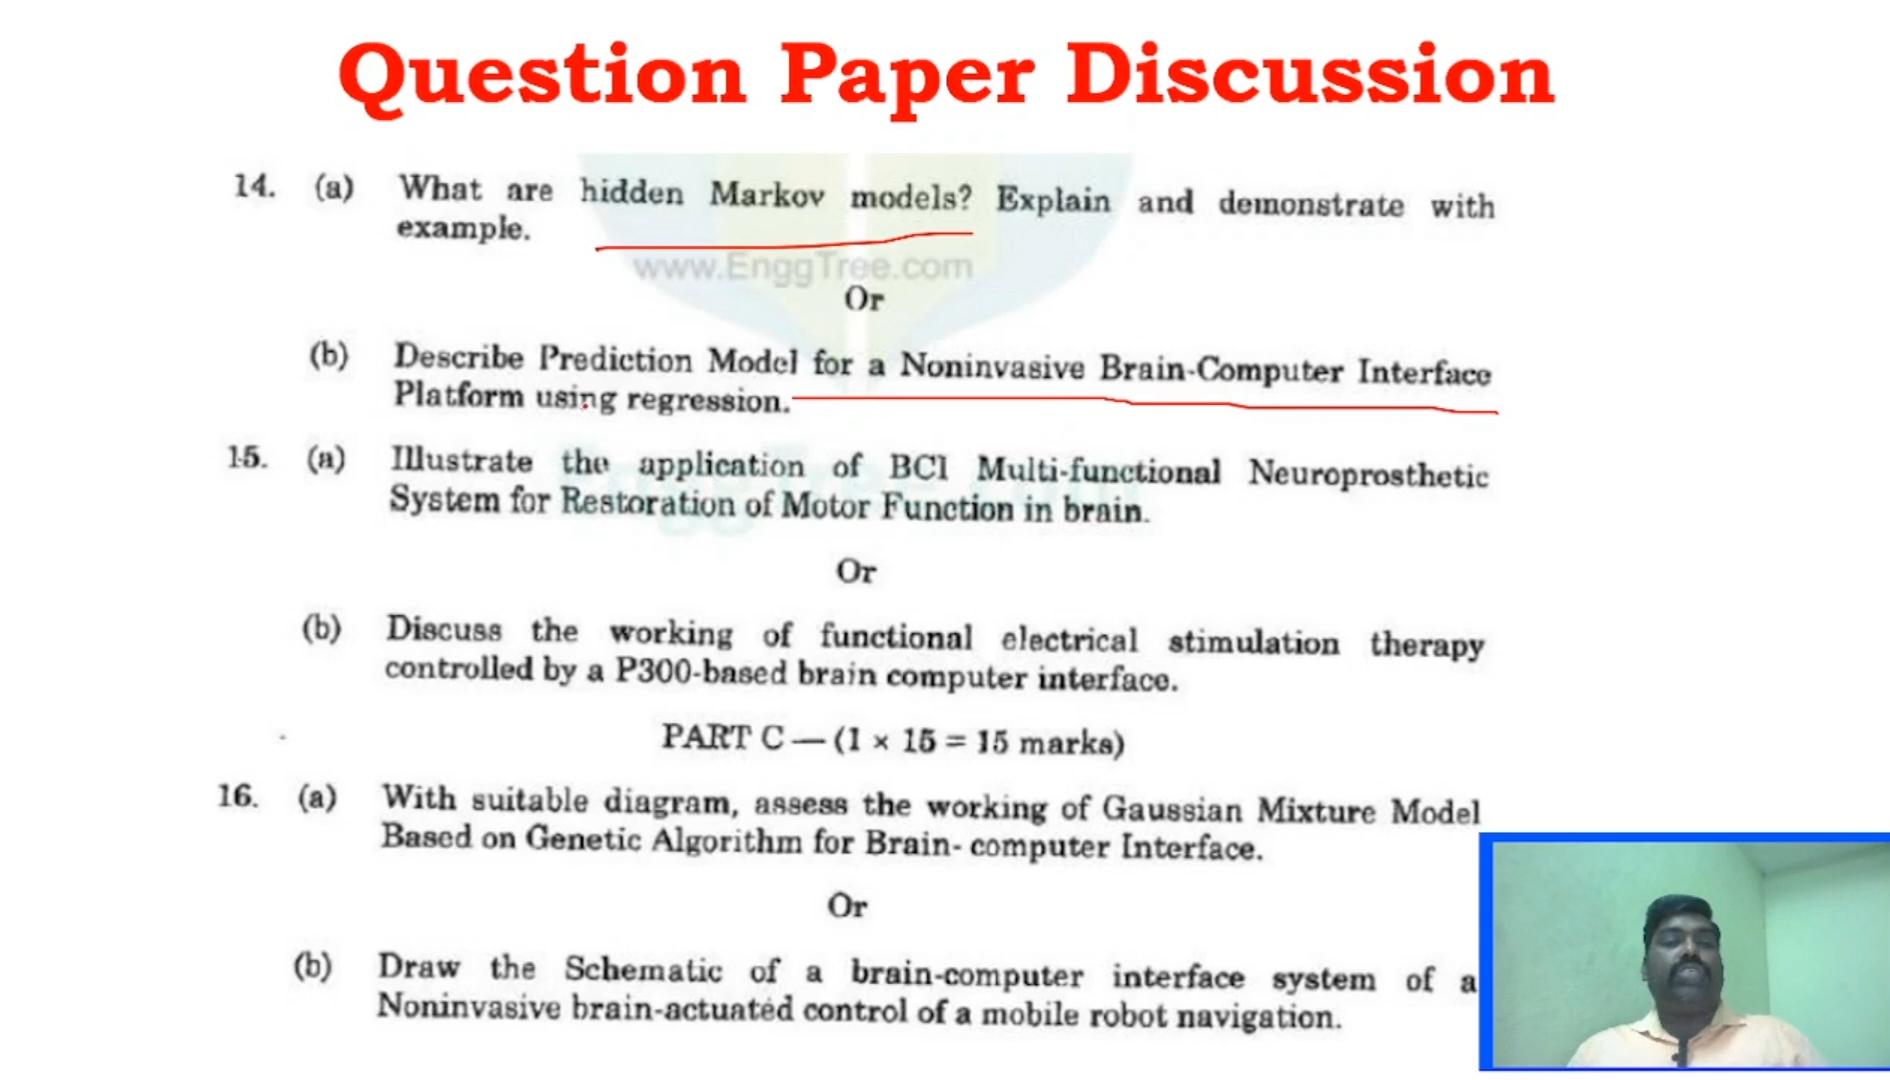 Question Paper Discussion
14. (a) What are hidden Markov models? Explain and demonstrate with
example.
www.EnggTree.com
Or
(b) Describe Prediction Model for a Noninvasive Brain-Computer Interface
Platform using regression.
15. (a) Illustrate the application of BCI Multi-functional Neuroprosthetic
System for Restoration of Motor Function in brain.
Or
(b) Discuss the working of functional electrical stimulation therapy
controlled by a P300-based brain computer interface.
PART C — (1 × 15 = 15 marks)
16. (a) With suitable diagram, assess the working of Gaussian Mixture Model
Based on Genetic Algorithm for Brain- computer Interface.
Or
(b) Draw the Schematic of a brain-computer interface system of a
Noninvasive brain-actuated control of a mobile robot navigation.